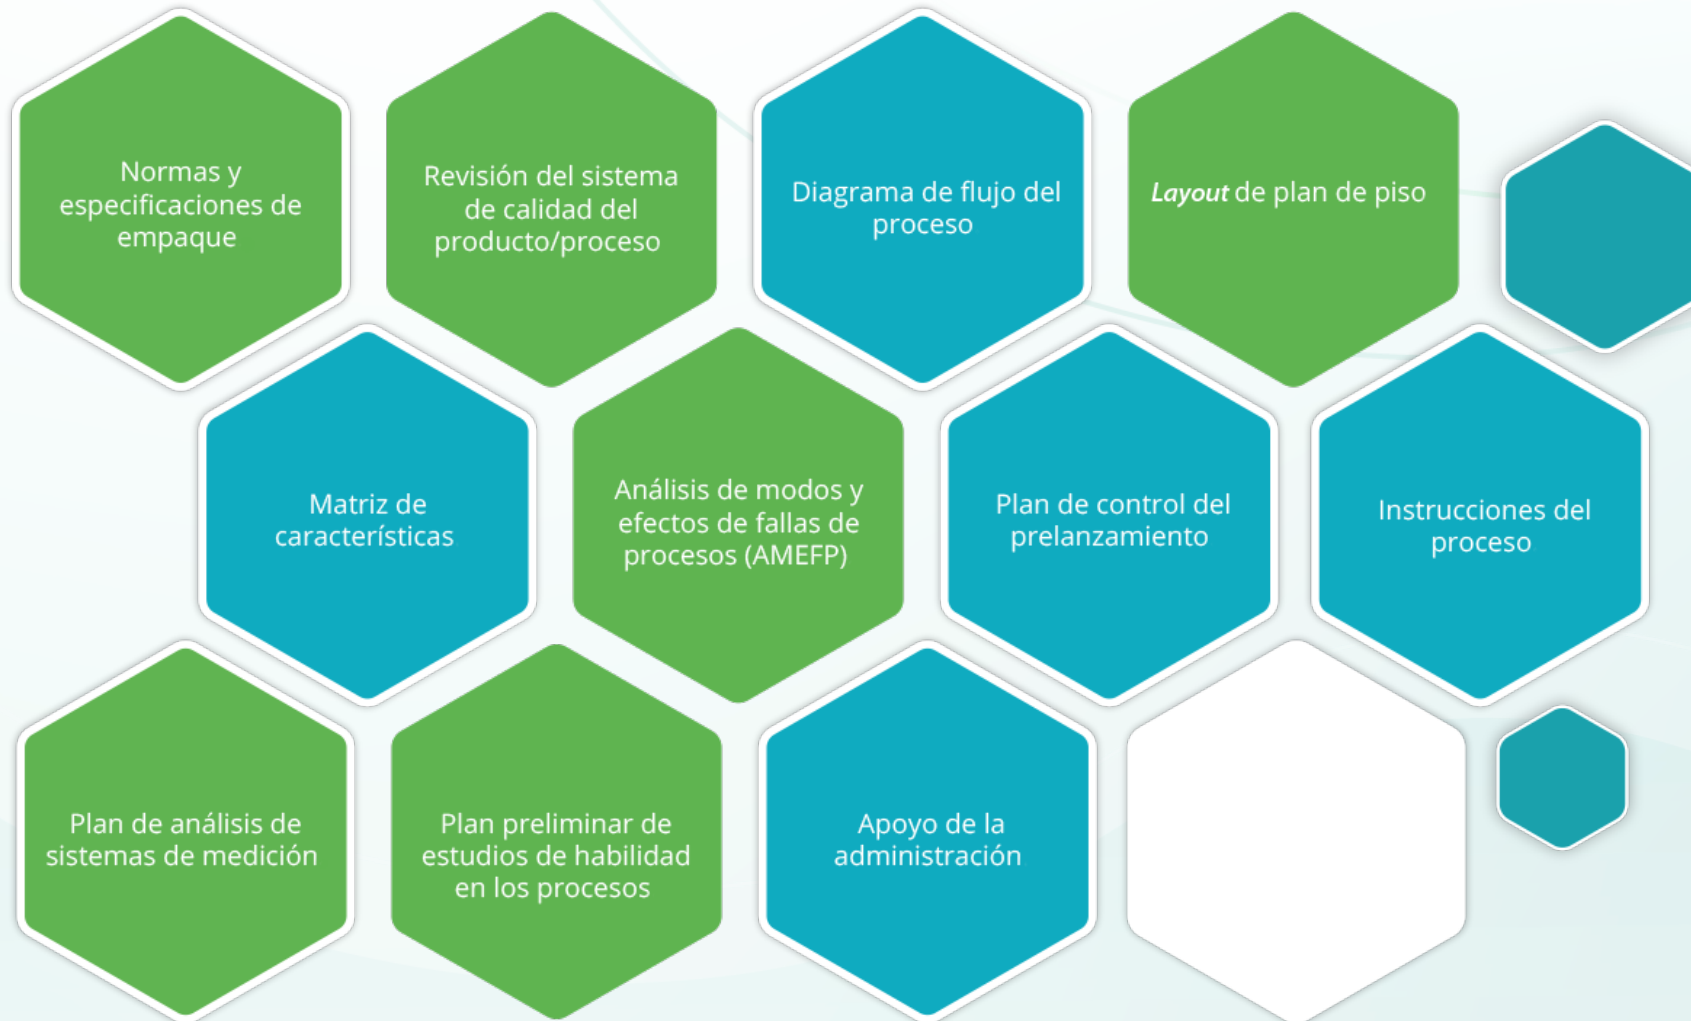 Normas y
especificaciones de
empaque
Revisión del sistema
de calidad del
producto/proceso
Diagrama de flujo del
proceso
Layout de plan de piso
Matriz de
características
Análisis de modos y
efectos de fallas de
procesos (AMEFP)
Plan de control del
prelanzamiento
Instrucciones del
proceso
Plan de análisis de
sistemas de medición
Plan preliminar de
estudios de habilidad
en los procesos
Apoyo de la
administración